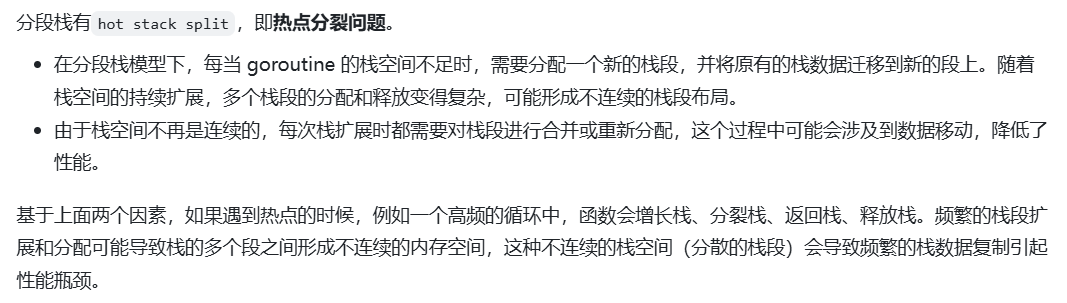 分段栈有 hot stack split ，即热点分裂问题。
• 在分段栈模型下，每当 goroutine 的栈空间不足时，需要分配一个新的栈段，并将原有的栈数据迁移到新的段上。随着
栈空间的持续扩展，多个栈段的分配和释放变得复杂，可能形成不连续的栈段布局。
• 由于栈空间不再是连续的，每次栈扩展时都需要对栈段进行合并或重新分配，这个过程中可能会涉及到数据移动，降低了
性能。
基于上面两个因素，如果遇到热点的时候，例如一个高频的循环中，函数会增长栈、分裂栈、返回栈、释放栈。频繁的栈段扩
展和分配可能导致栈的多个段之间形成不连续的内存空间，这种不连续的栈空间（分散的栈段）会导致频繁的栈数据复制引起
性能瓶颈。